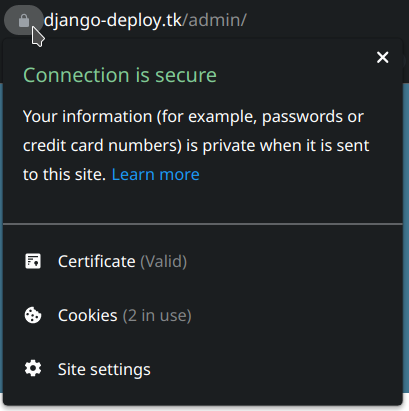 django-deploy.tk/admin/
Connection is secure
Your information (for example, passwords or
credit card numbers) is private when it is sent
to this site. Learn more
Certificate (Valid)
Cookies (2 in use)
Site settings